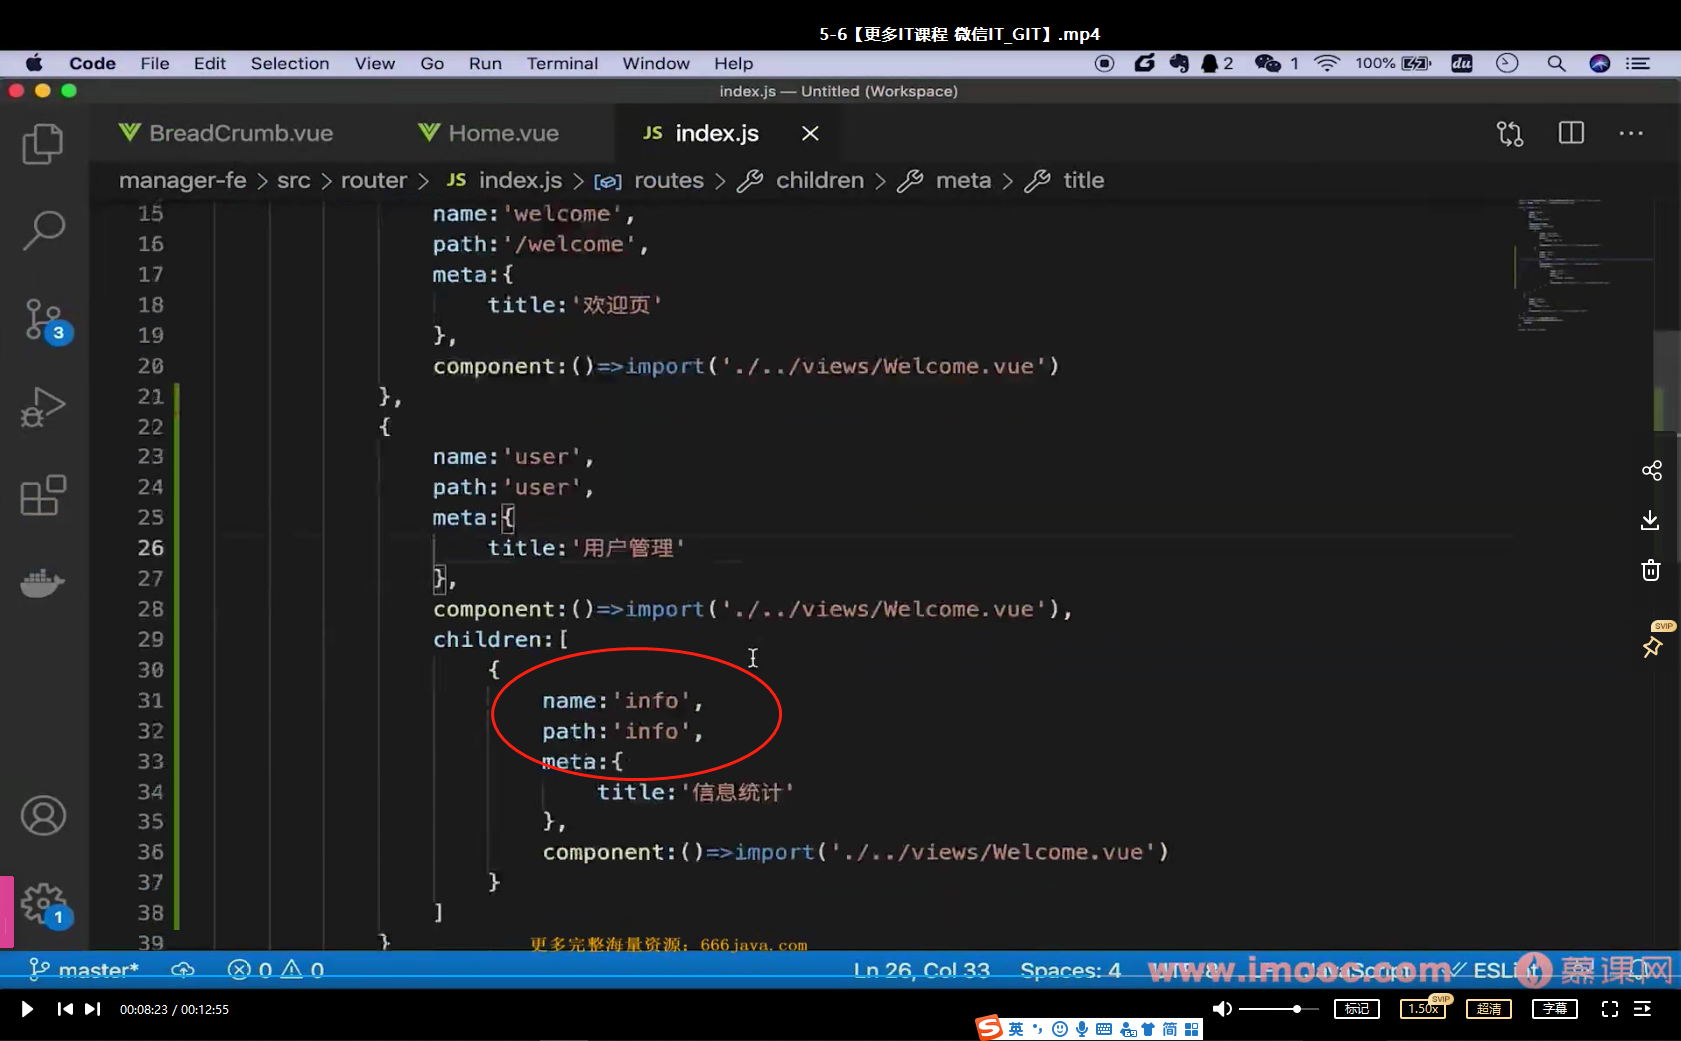 5-6【更多IT课程 微信IT_GIT】.mp4
Code File Edit Selection View Go Run Terminal Window Help 2 1 100% du
index.js — Untitled (Workspace)
BreadCrumb.vue Home.vue JS index.js
manager-fe > src > router > JS index.js > routes > children > meta > title
15 name:'welcome',
16 path:'/welcome',
17 meta:{
18 title:'欢迎页'
19 },
20 component:()=>import('./../views/Welcome.vue')
21 },
22 {
23 name:'user',
24 path:'user',
25 meta:{
26 title:'用户管理'
27 },
28 component:()=>import('./../views/Welcome.vue'),
29 children:[
30 {
31 name:'info',
32 path:'info',
33 meta:{
34 title:'信息统计'
35 },
36 component:()=>import('./../views/Welcome.vue')
37 }
38 ]
39 }
3
1
SVIP
更多完整海量资源：666java.com
master* 0 0 Ln 26, Col 33 Spaces: 4 JavaScript ESLint
www.imooc.com 慕课网
00:08:23 / 00:12:55 标记 1.50x SVIP 超清 字幕
英 简